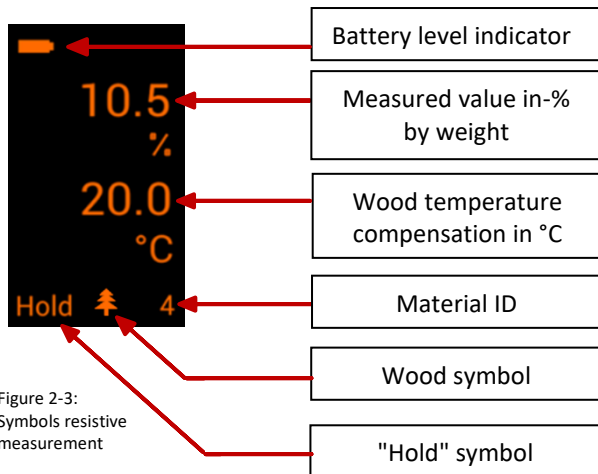 Battery level indicator
10.5
%
Measured value in-%
by weight
20.0
°C
Wood temperature
compensation in °C
Hold
4
Material ID
Wood symbol
Figure 2-3:
Symbols resistive
measurement
"Hold" symbol